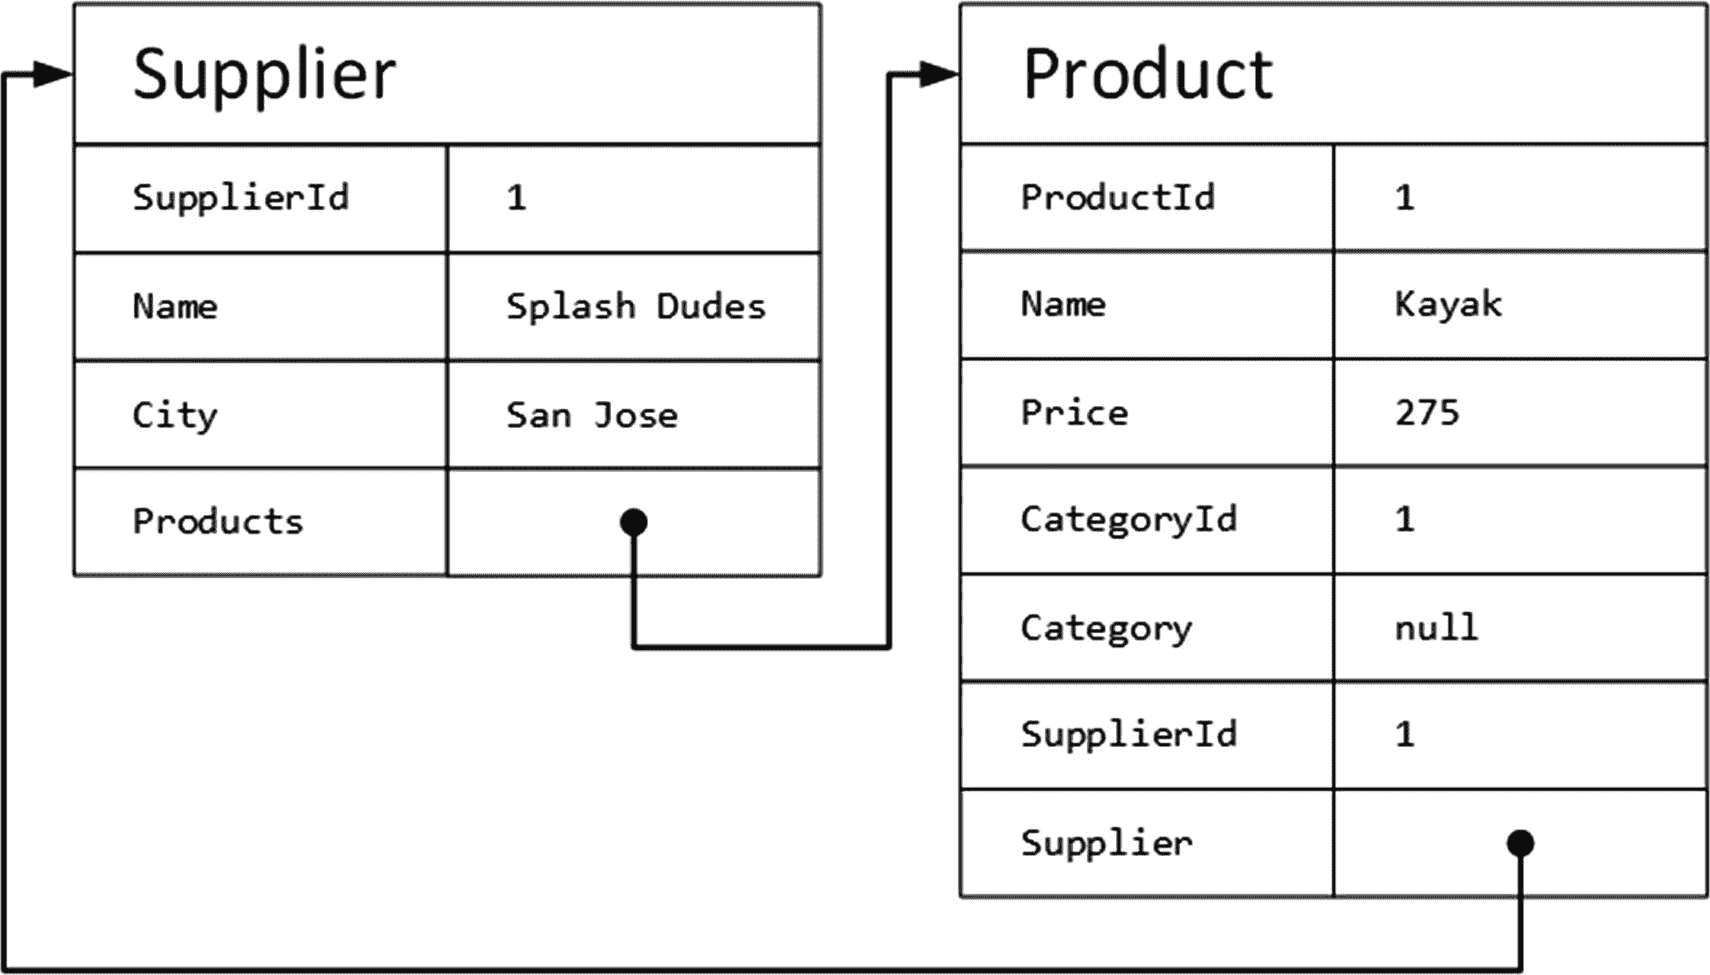 Supplier
SupplierId 1
Name Splash Dudes
City San Jose
Products
Product
ProductId 1
Name Kayak
Price 275
CategoryId 1
Category null
SupplierId 1
Supplier